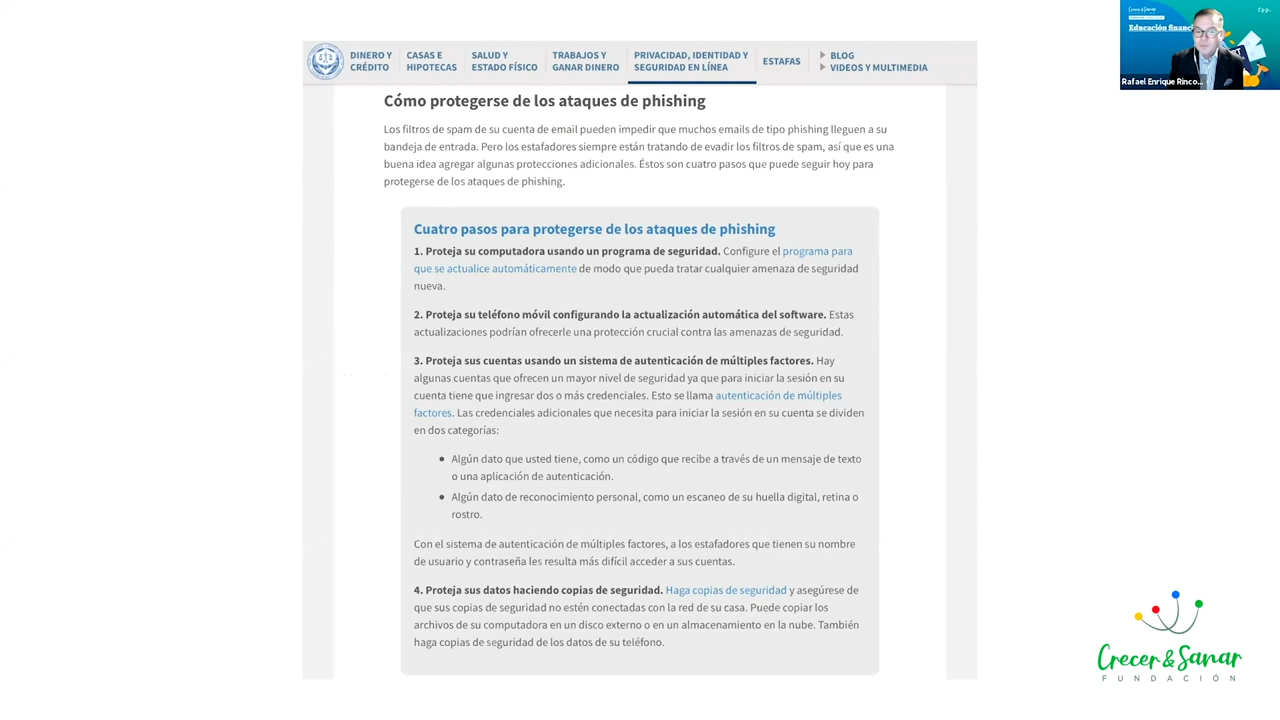 DINERO Y CRÉDITO
CASAS E HIPOTECAS
SALUD Y ESTADO FÍSICO
TRABAJOS Y GANAR DINERO
PRIVACIDAD, IDENTIDAD Y SEGURIDAD EN LÍNEA
ESTAFAS
BLOG
VIDEOS Y MULTIMEDIA
Crecer & Sanar
Educación financi
Rafael Enrique Rinco...
Cómo protegerse de los ataques de phishing
Los filtros de spam de su cuenta de email pueden impedir que muchos emails de tipo phishing lleguen a su
bandeja de entrada. Pero los estafadores siempre están tratando de evadir los filtros de spam, así que es una
buena idea agregar algunas protecciones adicionales. Éstos son cuatro pasos que puede seguir hoy para
protegerse de los ataques de phishing.
Cuatro pasos para protegerse de los ataques de phishing
1. Proteja su computadora usando un programa de seguridad. Configure el programa para
que se actualice automáticamente de modo que pueda tratar cualquier amenaza de seguridad
nueva.
2. Proteja su teléfono móvil configurando la actualización automática del software. Estas
actualizaciones podrían ofrecerle una protección crucial contra las amenazas de seguridad.
3. Proteja sus cuentas usando un sistema de autenticación de múltiples factores. Hay
algunas cuentas que ofrecen un mayor nivel de seguridad ya que para iniciar la sesión en su
cuenta tiene que ingresar dos o más credenciales. Esto se llama autenticación de múltiples
factores. Las credenciales adicionales que necesita para iniciar la sesión en su cuenta se dividen
en dos categorías:
• Algún dato que usted tiene, como un código que recibe a través de un mensaje de texto
o una aplicación de autenticación.
• Algún dato de reconocimiento personal, como un escaneo de su huella digital, retina o
rostro.
Con el sistema de autenticación de múltiples factores, a los estafadores que tienen su nombre
de usuario y contraseña les resulta más difícil acceder a sus cuentas.
4. Proteja sus datos haciendo copias de seguridad. Haga copias de seguridad y asegúrese de
que sus copias de seguridad no estén conectadas con la red de su casa. Puede copiar los
archivos de su computadora en un disco externo o en un almacenamiento en la nube. También
haga copias de seguridad de los datos de su teléfono.
Crecer & Sanar
FUNDACIÓN